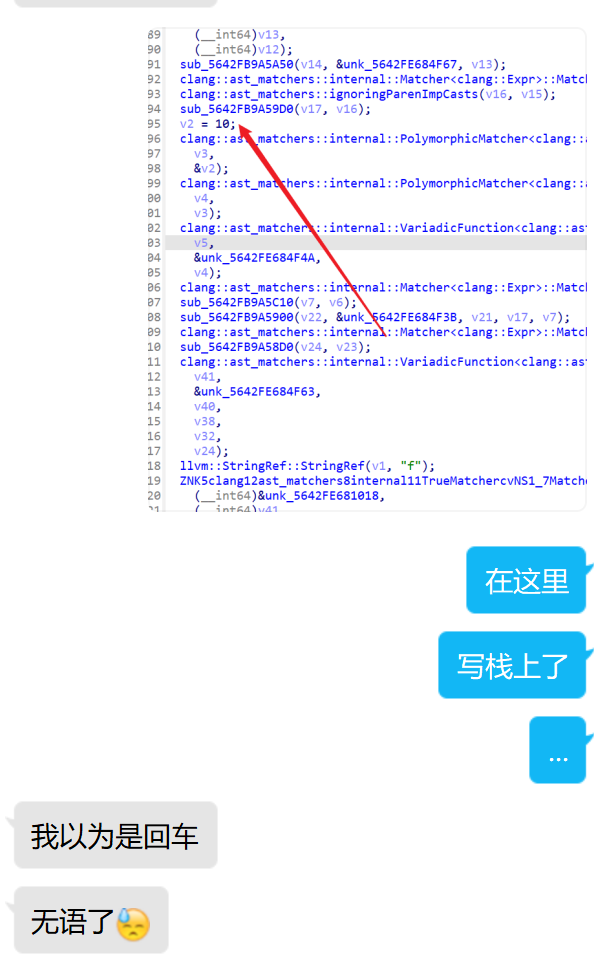 89 (__int64)v13,
90 (__int64)v12);
91 sub_5642FB9A5A50(v14, &unk_5642FE684F67, v13);
92 clang::ast_matchers::internal::Matcher<clang::Expr>::Matc
93 clang::ast_matchers::ignoringParenImpCasts(v16, v15);
94 sub_5642FB9A59D0(v17, v16);
95 v2 = 10;
96 clang::ast_matchers::internal::PolymorphicMatcher<clang::a
97 v3,
98 &v2);
99 clang::ast_matchers::internal::PolymorphicMatcher<clang::a
00 v4,
01 v3);
02 clang::ast_matchers::internal::VariadicFunction<clang::ast
03 v5,
04 &unk_5642FE684F4A,
05 v4);
06 clang::ast_matchers::internal::Matcher<clang::Expr>::Matc
07 sub_5642FB9A5C10(v7, v6);
08 sub_5642FB9A5900(v22, &unk_5642FE684F3B, v21, v17, v7);
09 clang::ast_matchers::internal::Matcher<clang::Expr>::Matc
10 sub_5642FB9A58D0(v24, v23);
11 clang::ast_matchers::internal::VariadicFunction<clang::ast
12 v41,
13 &unk_5642FE684F63,
14 v40,
15 v38,
16 v32,
17 v24);
18 llvm::StringRef::StringRef(v1, "f");
19 ZNK5clang12ast_matchers8internal11TrueMatchercvNS1_7Matche
20 (__int64)&unk_5642FE681018,
21 (__int64)v41
在这里
写栈上了
...
我以为是回车
无语了😓